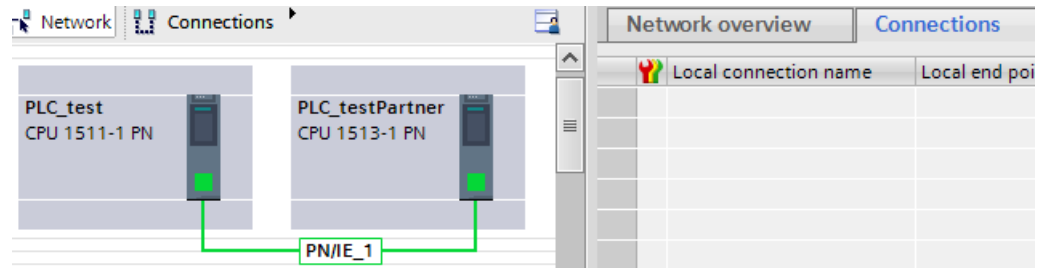 Network Connections
Network overview Connections
Local connection name Local end poi
PLC_test
CPU 1511-1 PN
PLC_testPartner
CPU 1513-1 PN
PN/IE_1